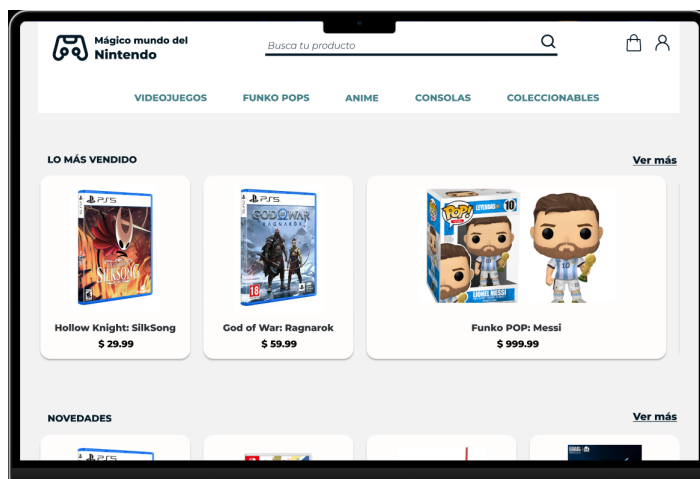 Mágico mundo del
Nintendo
Busca tu producto
VIDEOJUEGOS FUNKO POPS ANIME CONSOLAS COLECCIONABLES
LO MÁS VENDIDO Ver más
PS5
SILKSONG
Hollow Knight: SilkSong
$ 29.99
PS5
GOD OF WAR
RAGNARÖK
18
God of War: Ragnarok
$ 59.99
POP!
LEYENDAS
10
LIONEL MESSI
10
Funko POP: Messi
$ 999.99
NOVEDADES Ver más
PS5